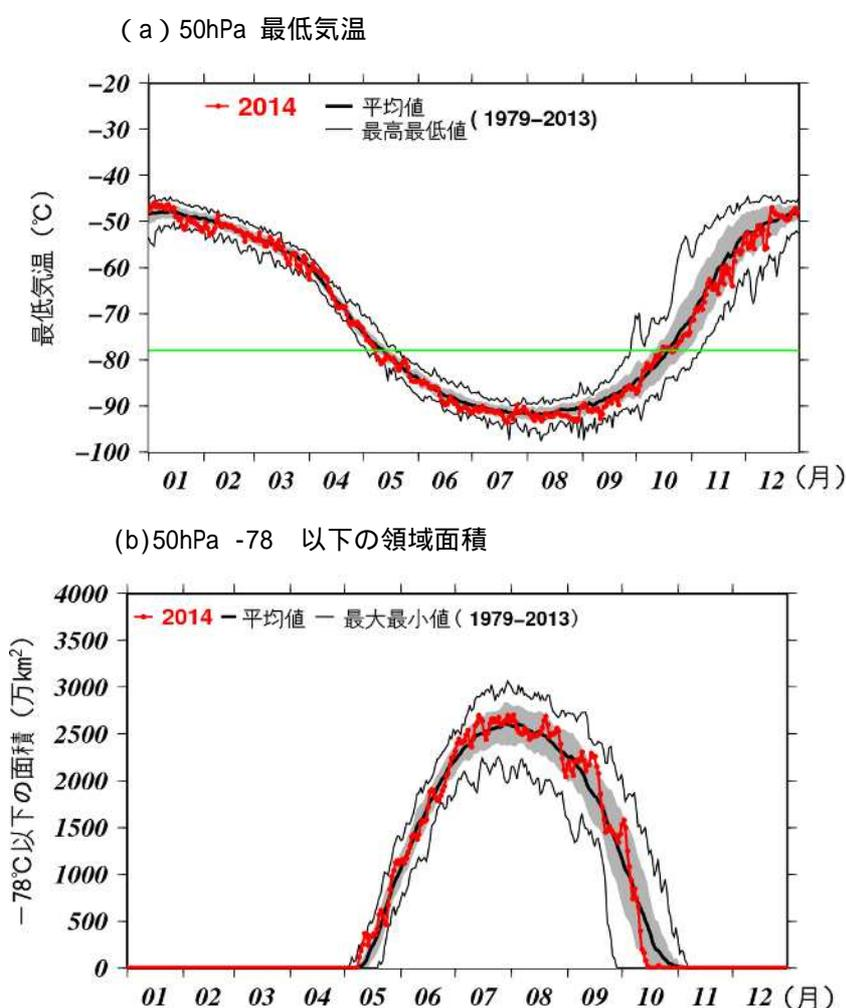 (a) 50hPa 最低気温
最低気温 (℃)
2014 平均値
最高最低値 (1979−2013)
−20
−30
−40
−50
−60
−70
−80
−90
−100
01 02 03 04 05 06 07 08 09 10 11 12 (月)
(b)50hPa -78 以下の領域面積
−78℃以下の面積 (万km²)
2014 平均値 最大最小値 (1979−2013)
4000
3500
3000
2500
2000
1500
1000
500
0
01 02 03 04 05 06 07 08 09 10 11 12 (月)